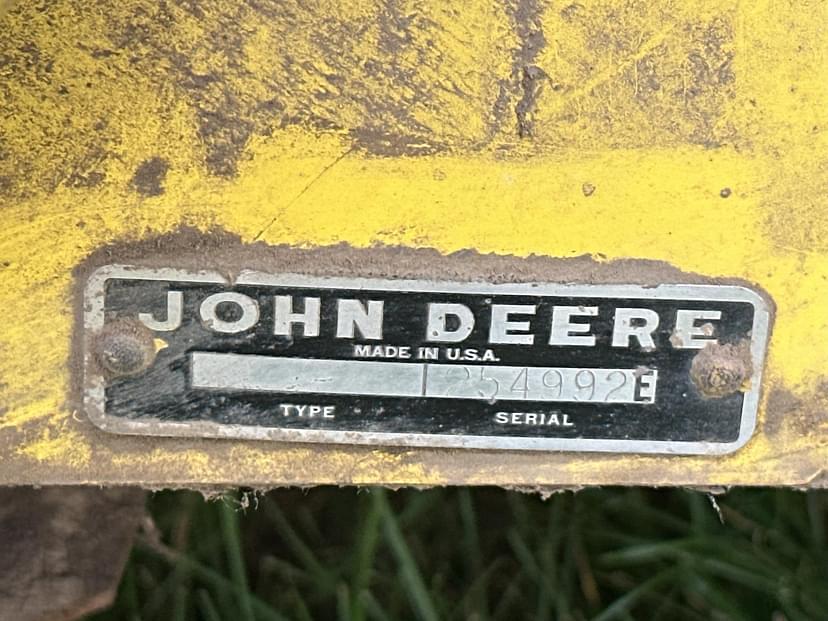 JOHN DEERE
MADE IN U.S.A.
254992E
TYPE SERIAL